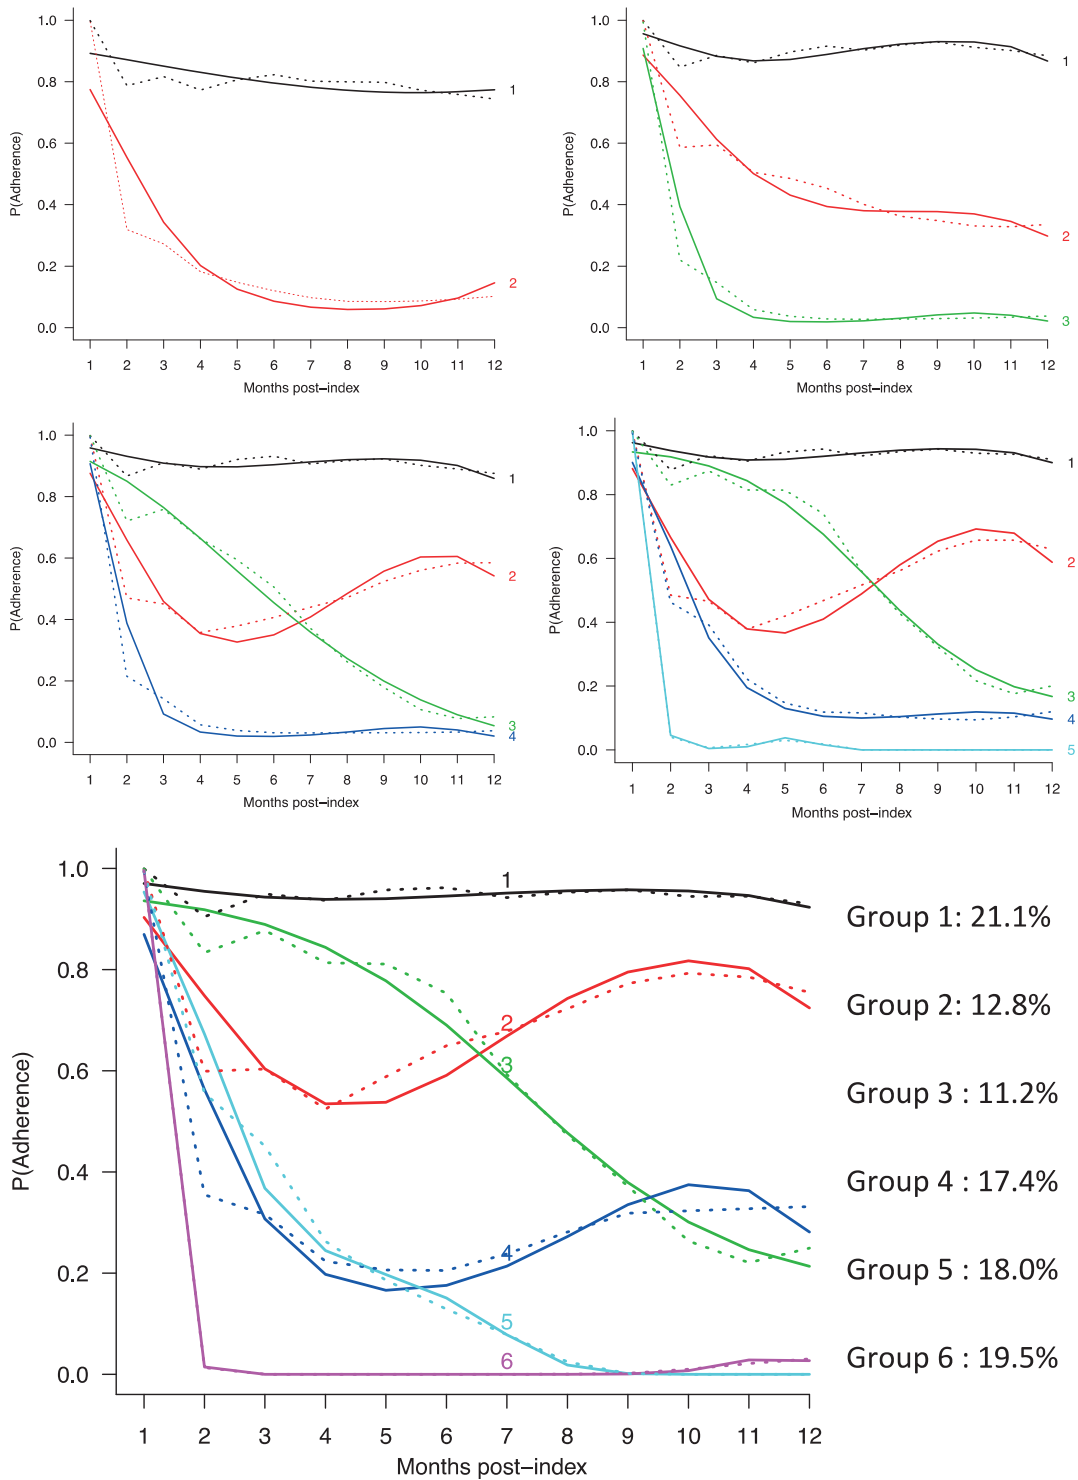 1.0
0.8
0.6
0.4
0.2
0.0
P(Adherence)
1
2
1 2 3 4 5 6 7 8 9 10 11 12
Months post–index
1.0
0.8
0.6
0.4
0.2
0.0
P(Adherence)
1
2
3
1 2 3 4 5 6 7 8 9 10 11 12
Months post–index
1.0
0.8
0.6
0.4
0.2
0.0
P(Adherence)
1
2
3
4
1 2 3 4 5 6 7 8 9 10 11 12
Months post–index
1.0
0.8
0.6
0.4
0.2
0.0
P(Adherence)
1
2
3
4
5
1 2 3 4 5 6 7 8 9 10 11 12
Months post–index
1.0
0.8
0.6
0.4
0.2
0.0
P(Adherence)
1
2
3
4
5
6
1 2 3 4 5 6 7 8 9 10 11 12
Months post–index
Group 1: 21.1%
Group 2: 12.8%
Group 3 : 11.2%
Group 4 : 17.4%
Group 5 : 18.0%
Group 6 : 19.5%